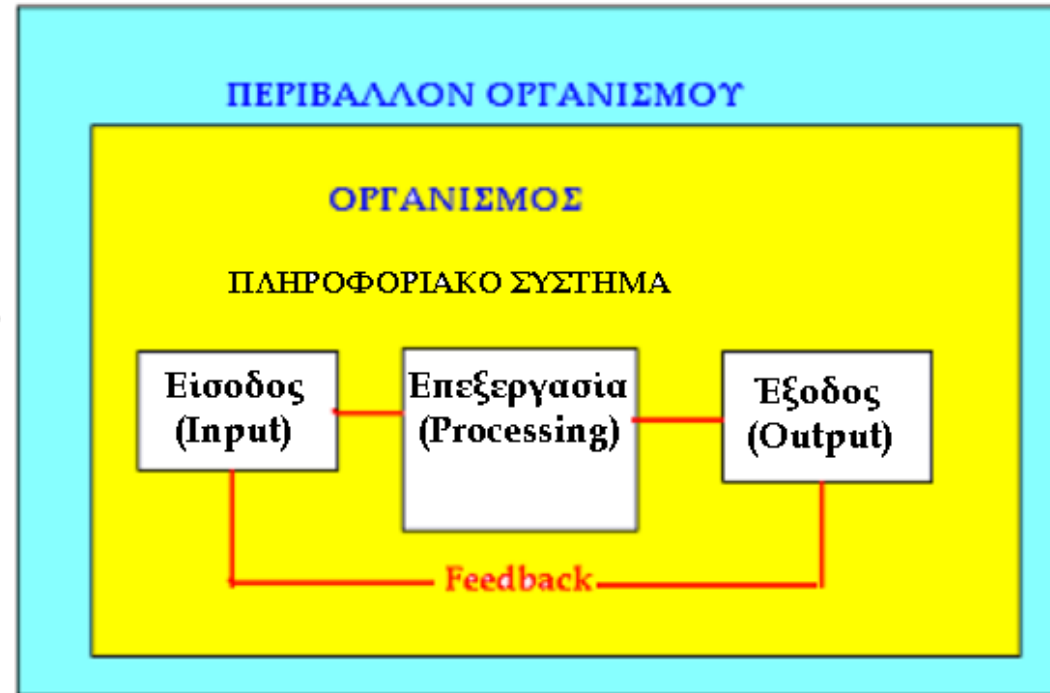 ΠΕΡΙΒΑΛΛΟΝ ΟΡΓΑΝΙΣΜΟΥ
ΟΡΓΑΝΙΣΜΟΣ
ΠΛΗΡΟΦΟΡΙΑΚΟ ΣΥΣΤΗΜΑ
Είσοδος
(Input)
Επεξεργασία
(Processing)
Έξοδος
(Output)
Feedback